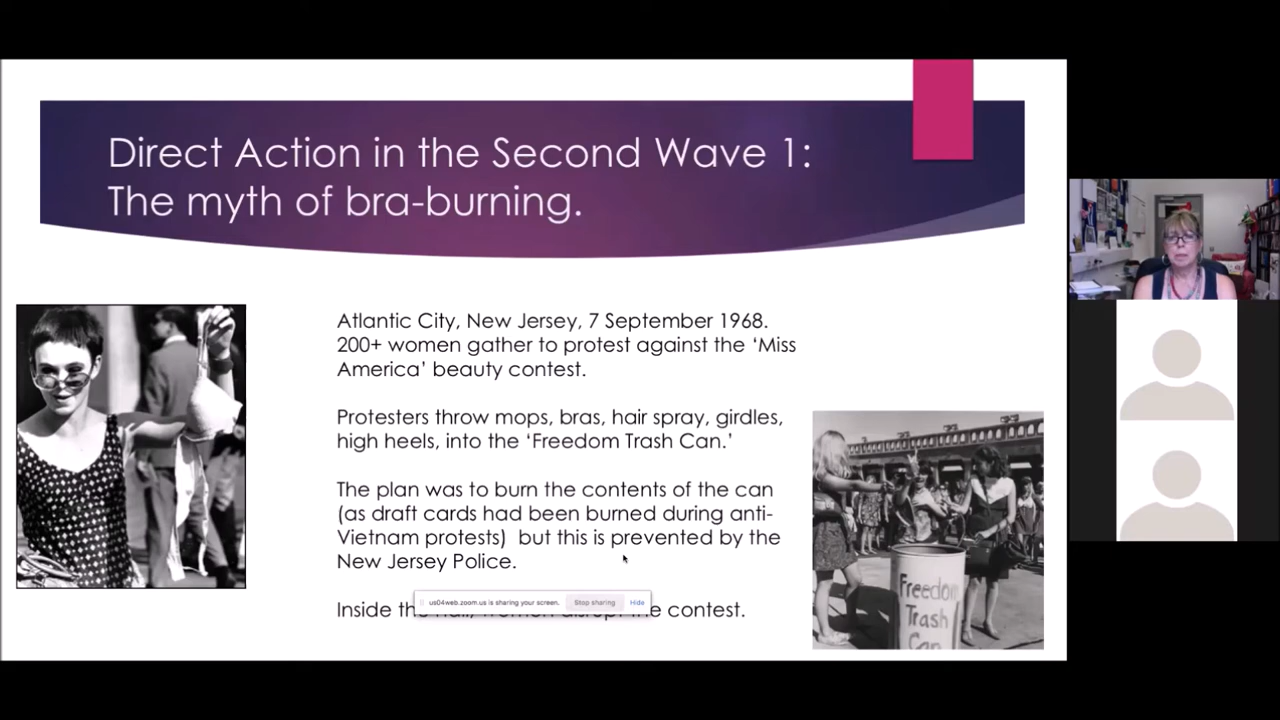 Direct Action in the Second Wave 1:
The myth of bra-burning.
Atlantic City, New Jersey, 7 September 1968.
200+ women gather to protest against the ‘Miss
America’ beauty contest.
Protesters throw mops, bras, hair spray, girdles,
high heels, into the ‘Freedom Trash Can.’
The plan was to burn the contents of the can
(as draft cards had been burned during anti-
Vietnam protests) but this is prevented by the
New Jersey Police.
us04web.zoom.us is sharing your screen. Stop sharing Hide
Inside the contest.
Freedom
Trash
Can